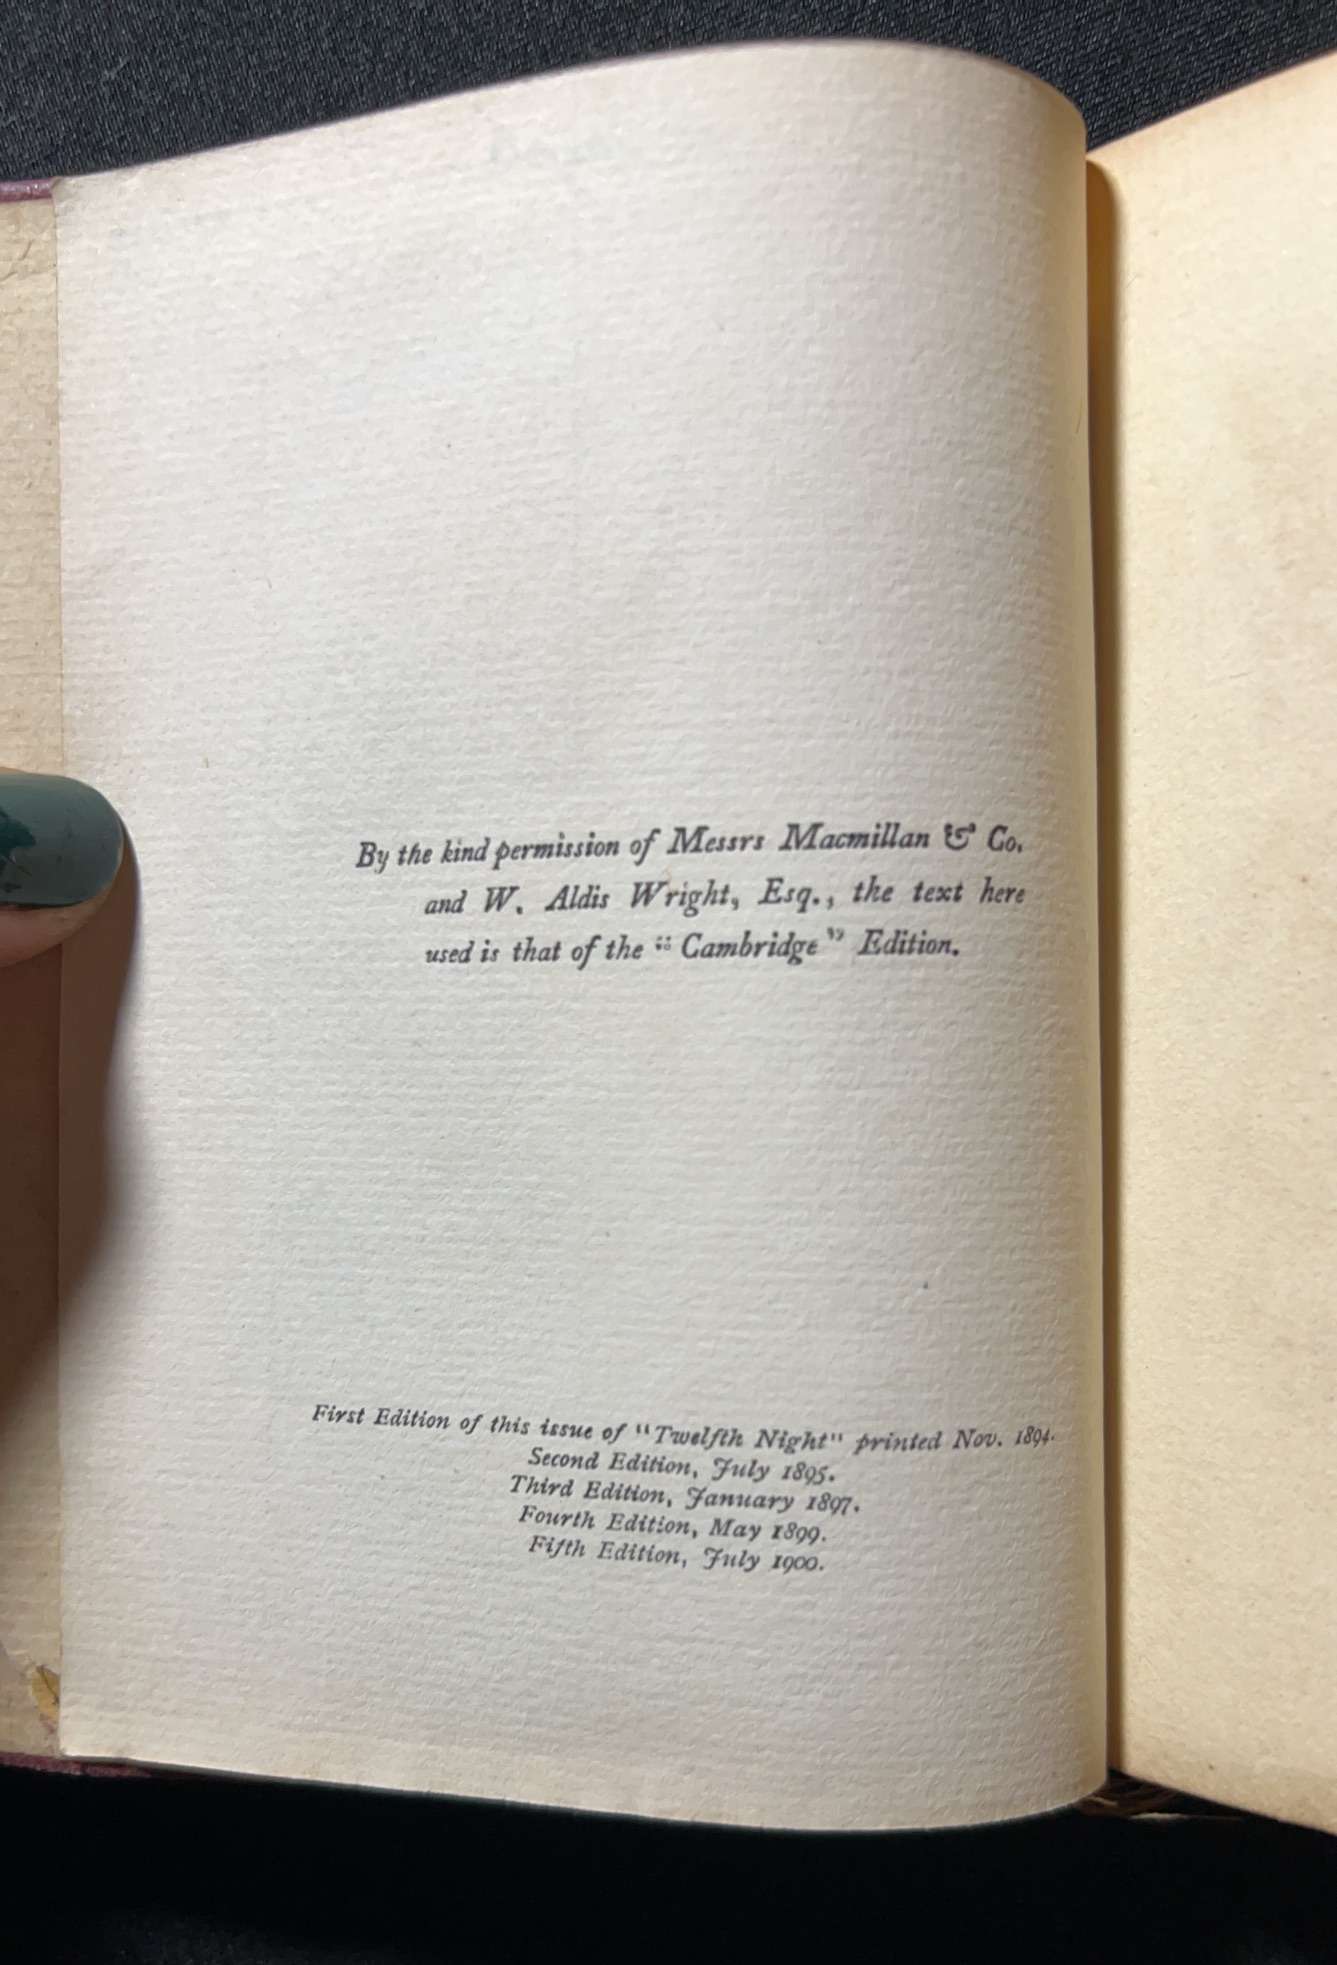 By the kind permission of Messrs Macmillan & Co.
and W. Aldis Wright, Esq., the text here
used is that of the “Cambridge” Edition.
First Edition of this issue of "Twelfth Night" printed Nov. 1894.
Second Edition, July 1895.
Third Edition, January 1897.
Fourth Edition, May 1899.
Fifth Edition, July 1900.